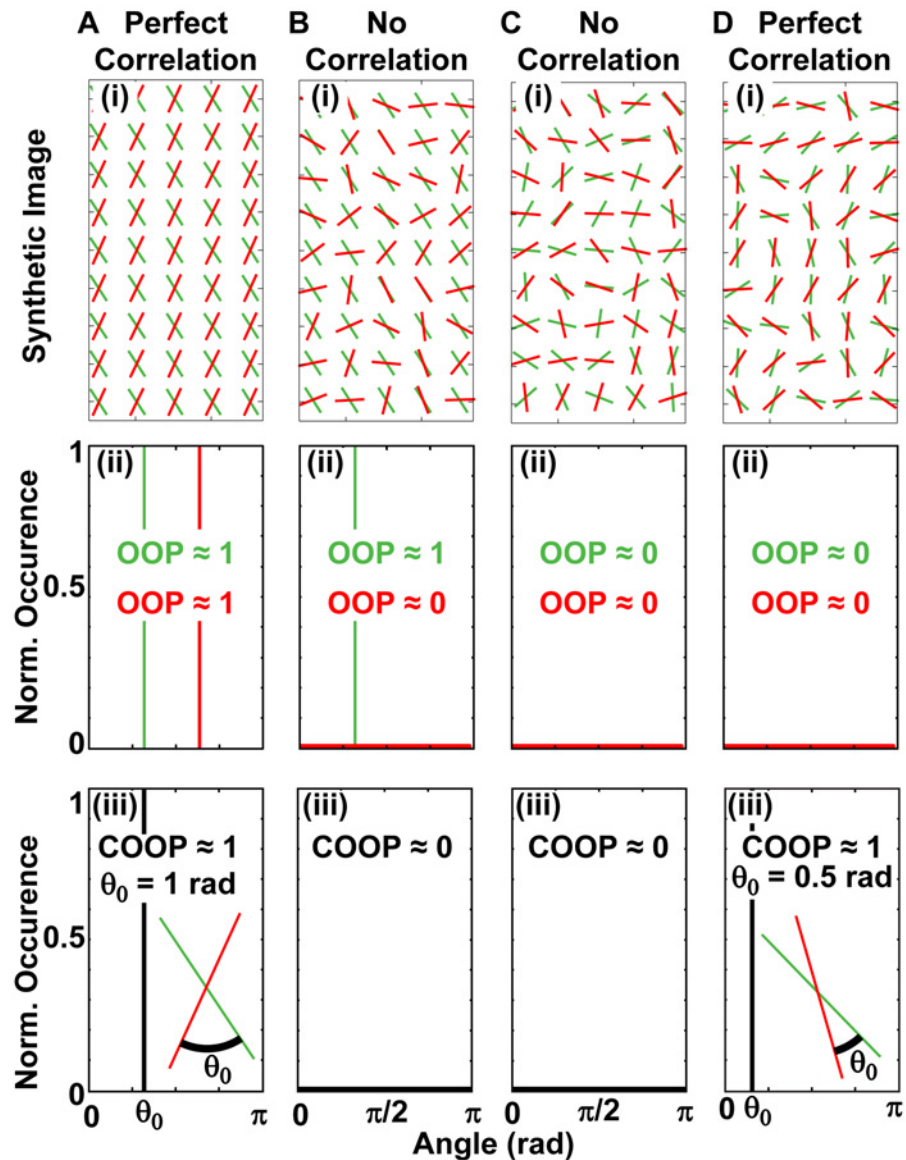 A Perfect Correlation
B No Correlation
C No Correlation
D Perfect Correlation
Synthetic Image
(i)
(i)
(i)
(i)
Norm. Occurence
1
0.5
0
(ii)
OOP ≈ 1
OOP ≈ 1
(ii)
OOP ≈ 1
OOP ≈ 0
(ii)
OOP ≈ 0
OOP ≈ 0
(ii)
OOP ≈ 0
OOP ≈ 0
Norm. Occurence
1
0.5
0
(iii)
COOP ≈ 1
θ₀ = 1 rad
θ₀
(iii)
COOP ≈ 0
(iii)
COOP ≈ 0
(iii)
COOP ≈ 1
θ₀ = 0.5 rad
θ₀
0 θ₀ π
0 π/2 π
0 π/2 π
0 θ₀ π
Angle (rad)